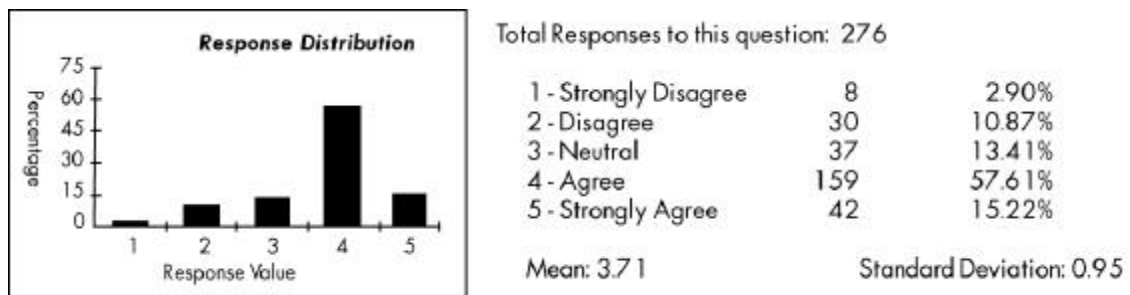 Response Distribution
75
60
45
30
15
0
Percentage
1 2 3 4 5
Response Value
Total Responses to this question: 276
1 - Strongly Disagree 8 2.90%
2 - Disagree 30 10.87%
3 - Neutral 37 13.41%
4 - Agree 159 57.61%
5 - Strongly Agree 42 15.22%
Mean: 3.71 Standard Deviation: 0.95